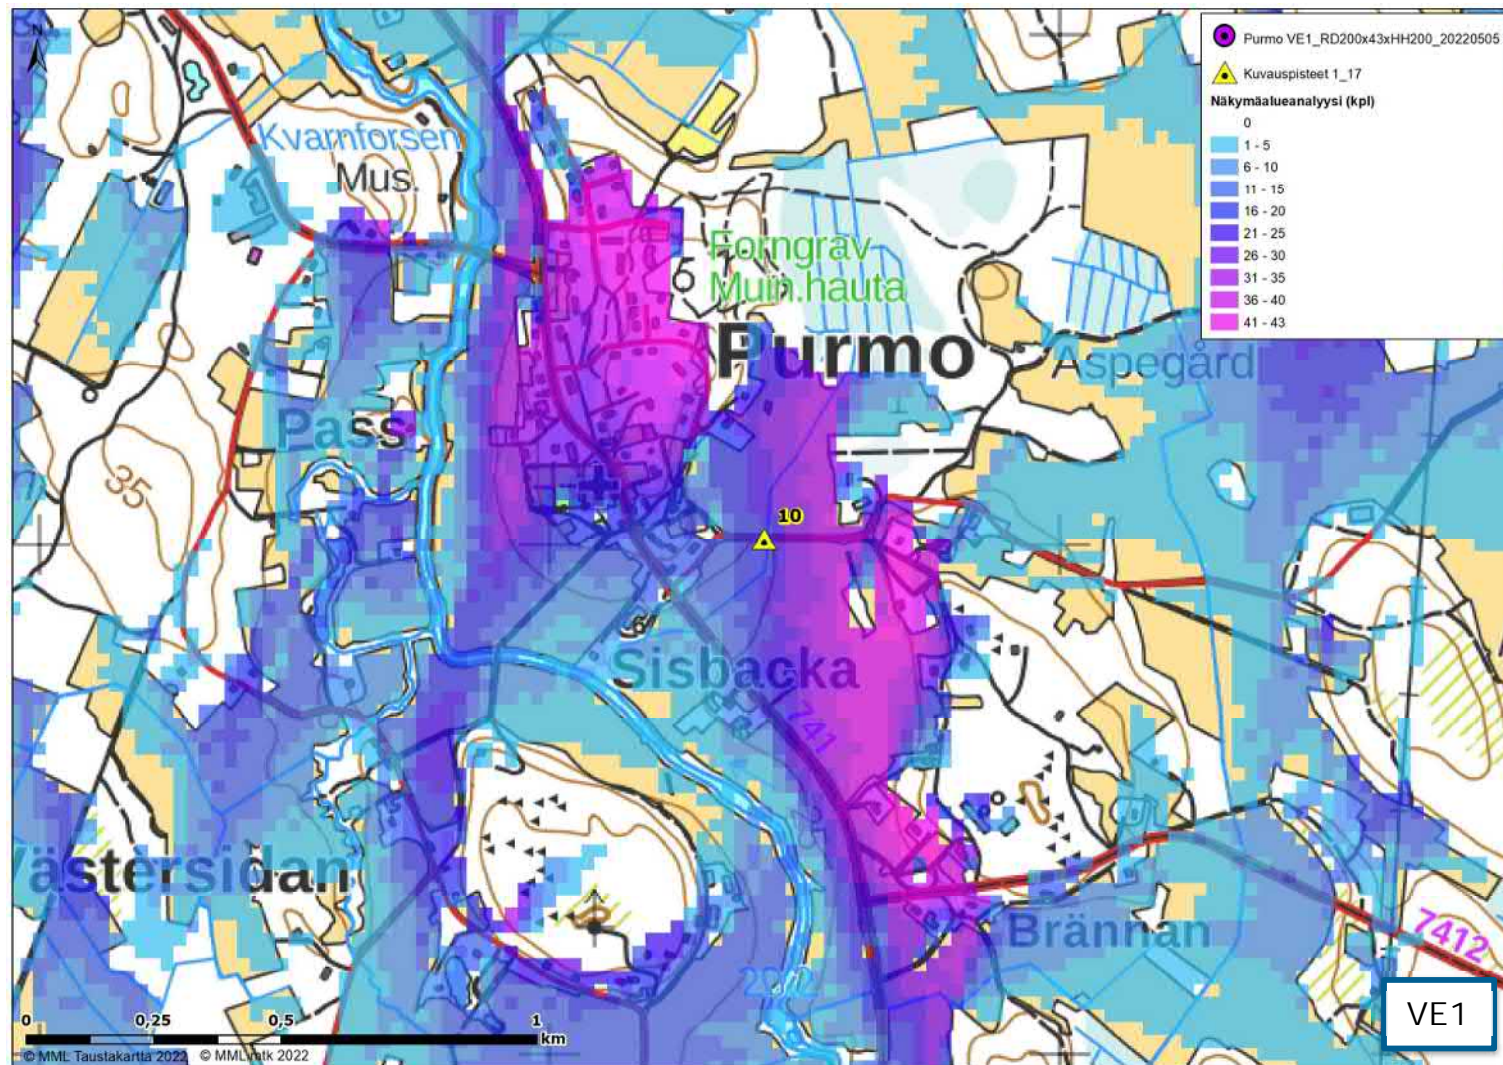 N
Purmo VE1_RD200x43xHH200_20220505
Kuvauspisteet 1_17
Näkymäalueanalyysi (kpl)
0
1 - 5
6 - 10
11 - 15
16 - 20
21 - 25
26 - 30
31 - 35
36 - 40
41 - 43
Kvarnforsen
Mus.
Forngrav
Muin.hauta
Purmo
Aspegård
Pass
35
10
Sisbacka
741
Västersidan
Brännan
7412
VE1
0
0,25
0,5
1
km
© MML Taustakartta 2022
© MML mtk 2022